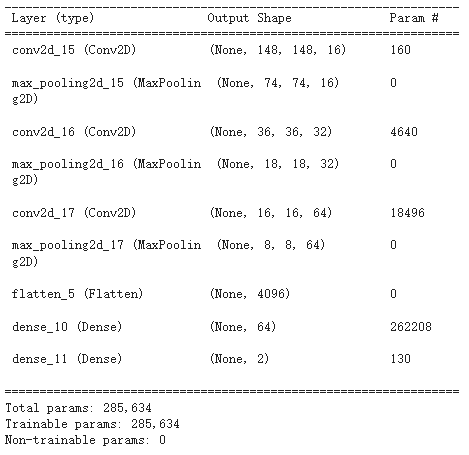 Layer (type) Output Shape Param #
conv2d_15 (Conv2D) (None, 148, 148, 16) 160
max_pooling2d_15 (MaxPoolin (None, 74, 74, 16) 0
g2D)
conv2d_16 (Conv2D) (None, 36, 36, 32) 4640
max_pooling2d_16 (MaxPoolin (None, 18, 18, 32) 0
g2D)
conv2d_17 (Conv2D) (None, 16, 16, 64) 18496
max_pooling2d_17 (MaxPoolin (None, 8, 8, 64) 0
g2D)
flatten_5 (Flatten) (None, 4096) 0
dense_10 (Dense) (None, 64) 262208
dense_11 (Dense) (None, 2) 130
Total params: 285,634
Trainable params: 285,634
Non-trainable params: 0